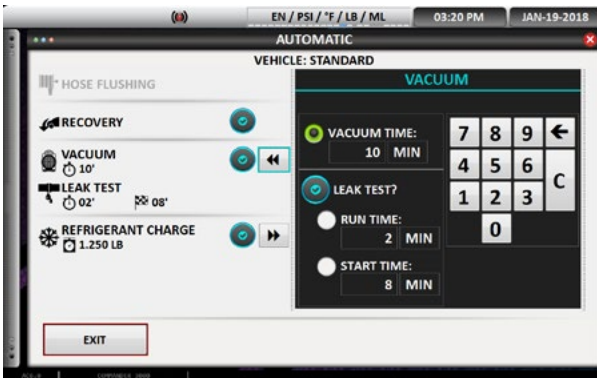 EN / PSI / °F / LB / ML
03:20 PM
JAN-19-2018
AUTOMATIC
VEHICLE: STANDARD
HOSE FLUSHING
RECOVERY
VACUUM
10'
LEAK TEST
02' 08'
REFRIGERANT CHARGE
1.250 LB
EXIT
VACUUM
VACUUM TIME:
10 MIN
LEAK TEST?
RUN TIME:
2 MIN
START TIME:
8 MIN
7 8 9
4 5 6 C
1 2 3
0